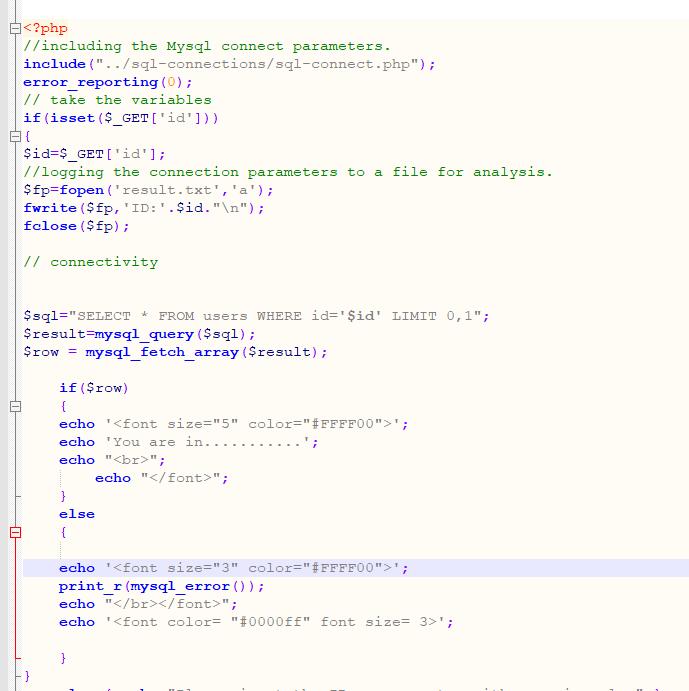 <?php
//including the Mysql connect parameters.
include("../sql-connections/sql-connect.php");
error_reporting(0);
// take the variables
if(isset($_GET['id']))
{
$id=$_GET['id'];
//logging the connection parameters to a file for analysis.
$fp=fopen('result.txt','a');
fwrite($fp,'ID:'.$id."\n");
fclose($fp);
// connectivity
$sql="SELECT * FROM users WHERE id='$id' LIMIT 0,1";
$result=mysql_query($sql);
$row = mysql_fetch_array($result);
if($row)
{
echo '<font size="5" color="#FFFF00">';
echo 'You are in...........';
echo "<br>";
echo "</font>";
}
else
{
echo '<font size="3" color="#FFFF00">';
print_r(mysql_error());
echo "</br></font>";
echo '<font color= "#0000ff" font size= 3>';
}
}